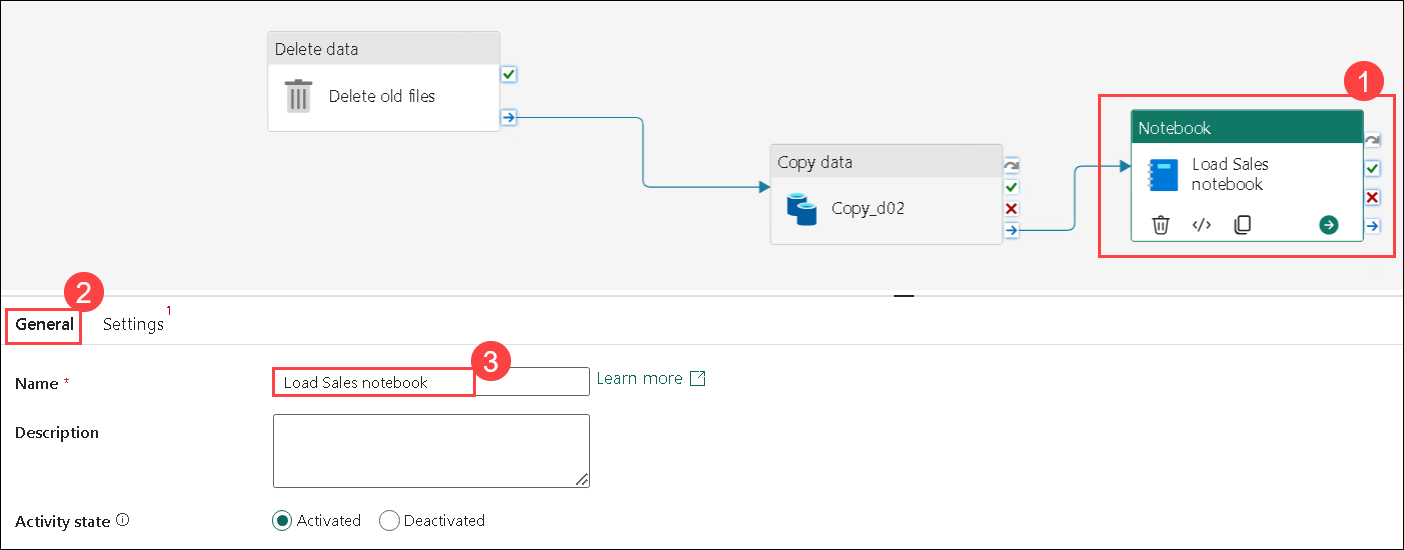 Delete data
Delete old files
1
Notebook
Load Sales
notebook
Copy data
Copy_d02
2
General
Settings 1
3
Name *
Load Sales notebook
Learn more
Description
Activity state
Activated
Deactivated